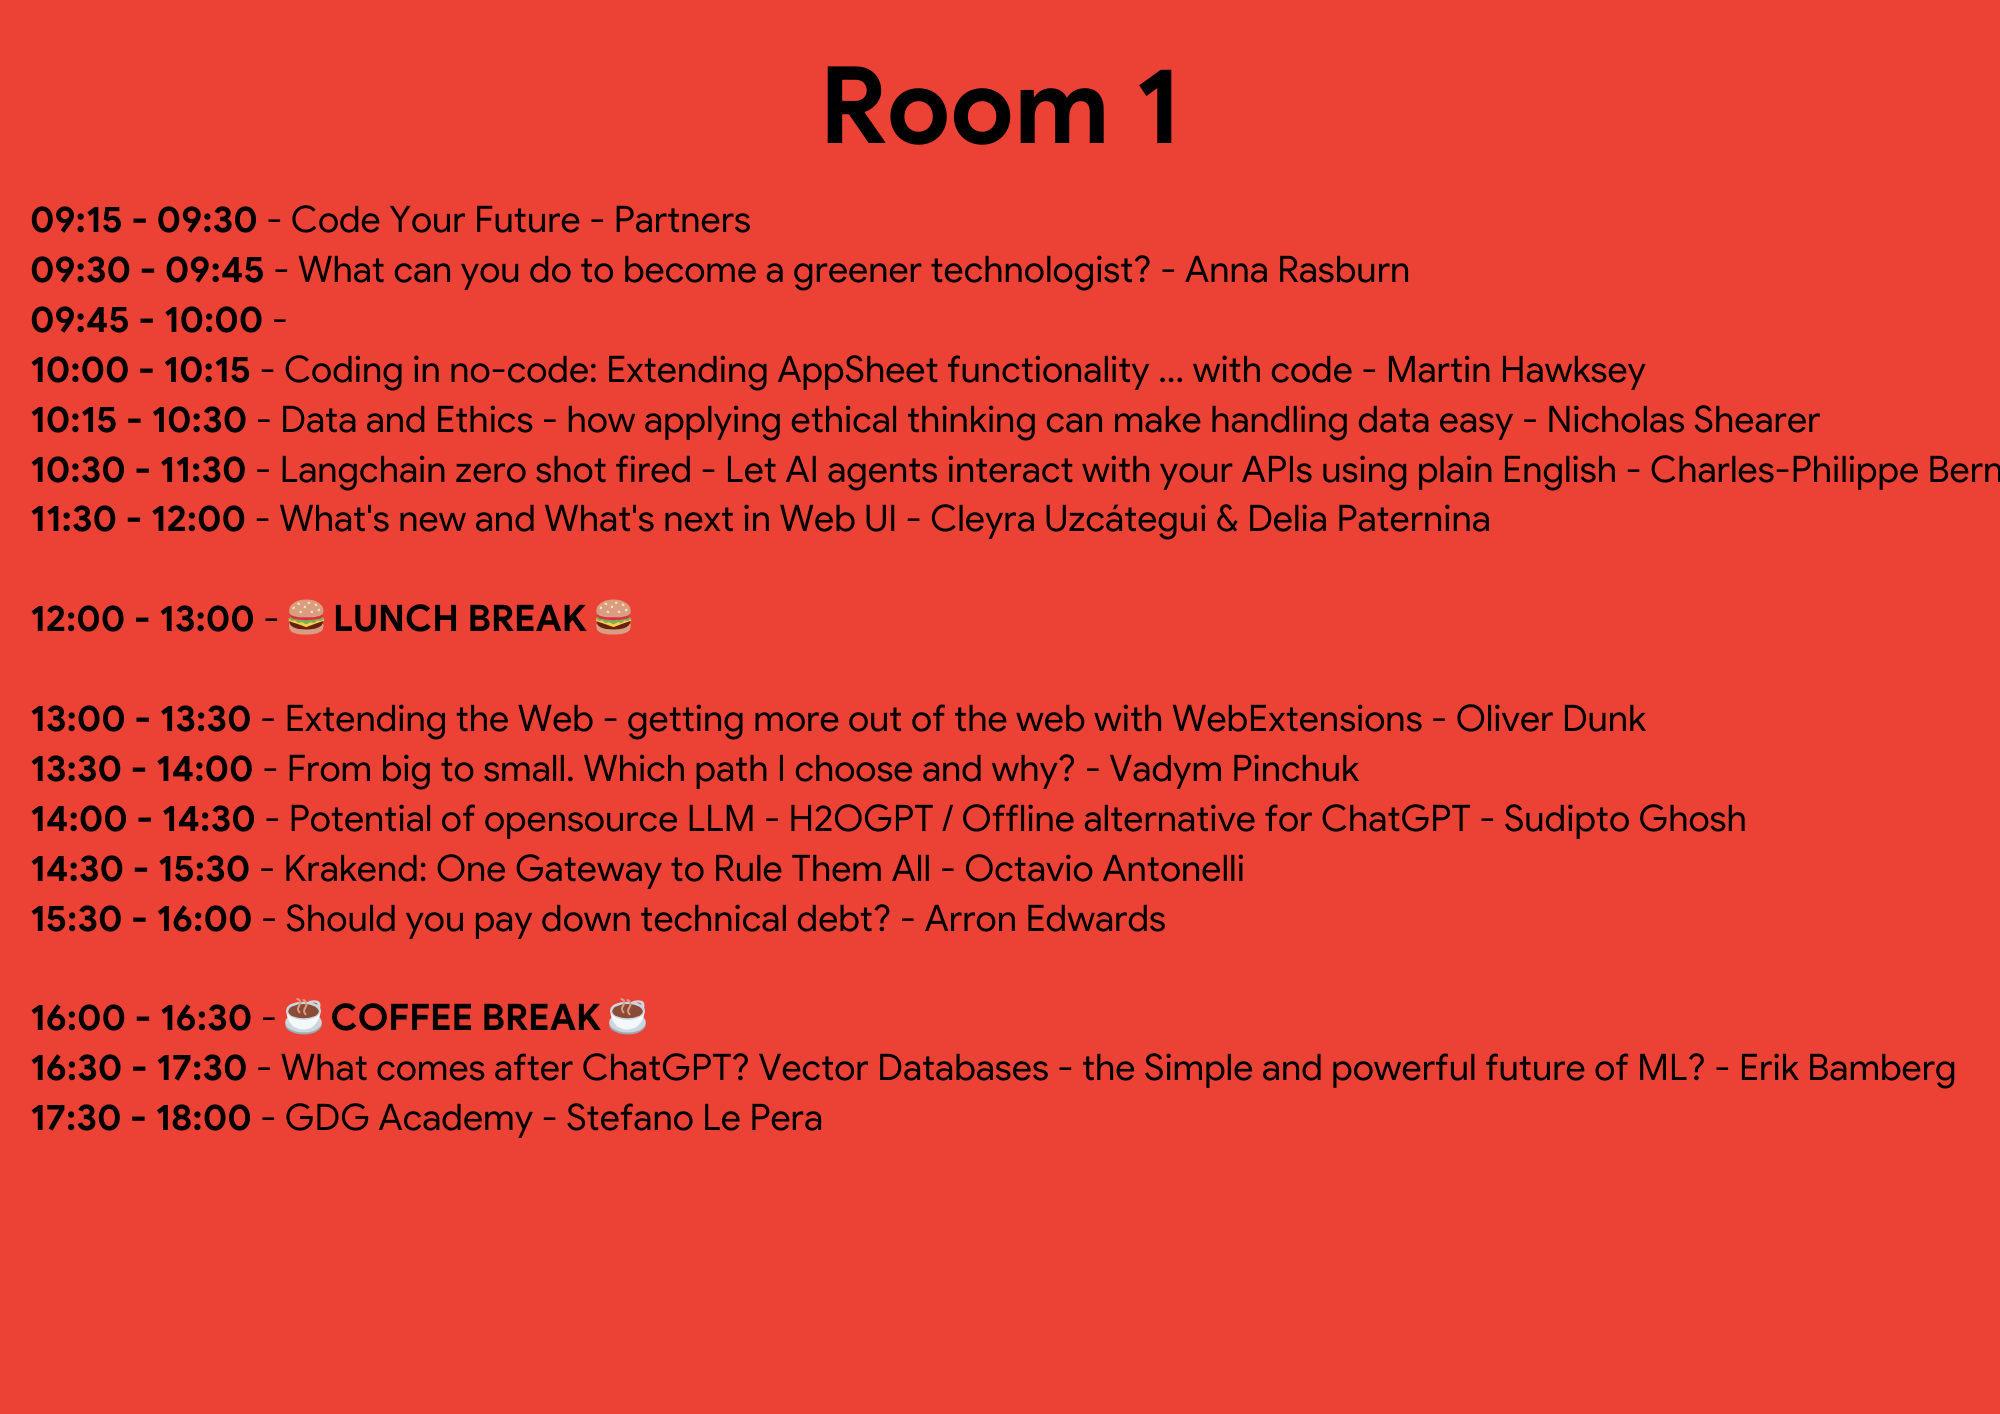 Room 1
09:15 - 09:30 - Code Your Future - Partners
09:30 - 09:45 - What can you do to become a greener technologist? - Anna Rasburn
09:45 - 10:00 -
10:00 - 10:15 - Coding in no-code: Extending AppSheet functionality ... with code - Martin Hawksey
10:15 - 10:30 - Data and Ethics - how applying ethical thinking can make handling data easy - Nicholas Shearer
10:30 - 11:30 - Langchain zero shot fired - Let AI agents interact with your APIs using plain English - Charles-Philippe Bern
11:30 - 12:00 - What's new and What's next in Web UI - Cleyra Uzcátegui & Delia Paternina
12:00 - 13:00 - 🍔 LUNCH BREAK 🍔
13:00 - 13:30 - Extending the Web - getting more out of the web with WebExtensions - Oliver Dunk
13:30 - 14:00 - From big to small. Which path I choose and why? - Vadym Pinchuk
14:00 - 14:30 - Potential of opensource LLM - H2OGPT / Offline alternative for ChatGPT - Sudipto Ghosh
14:30 - 15:30 - Krakend: One Gateway to Rule Them All - Octavio Antonelli
15:30 - 16:00 - Should you pay down technical debt? - Arron Edwards
16:00 - 16:30 - ☕ COFFEE BREAK ☕
16:30 - 17:30 - What comes after ChatGPT? Vector Databases - the Simple and powerful future of ML? - Erik Bamberg
17:30 - 18:00 - GDG Academy - Stefano Le Pera